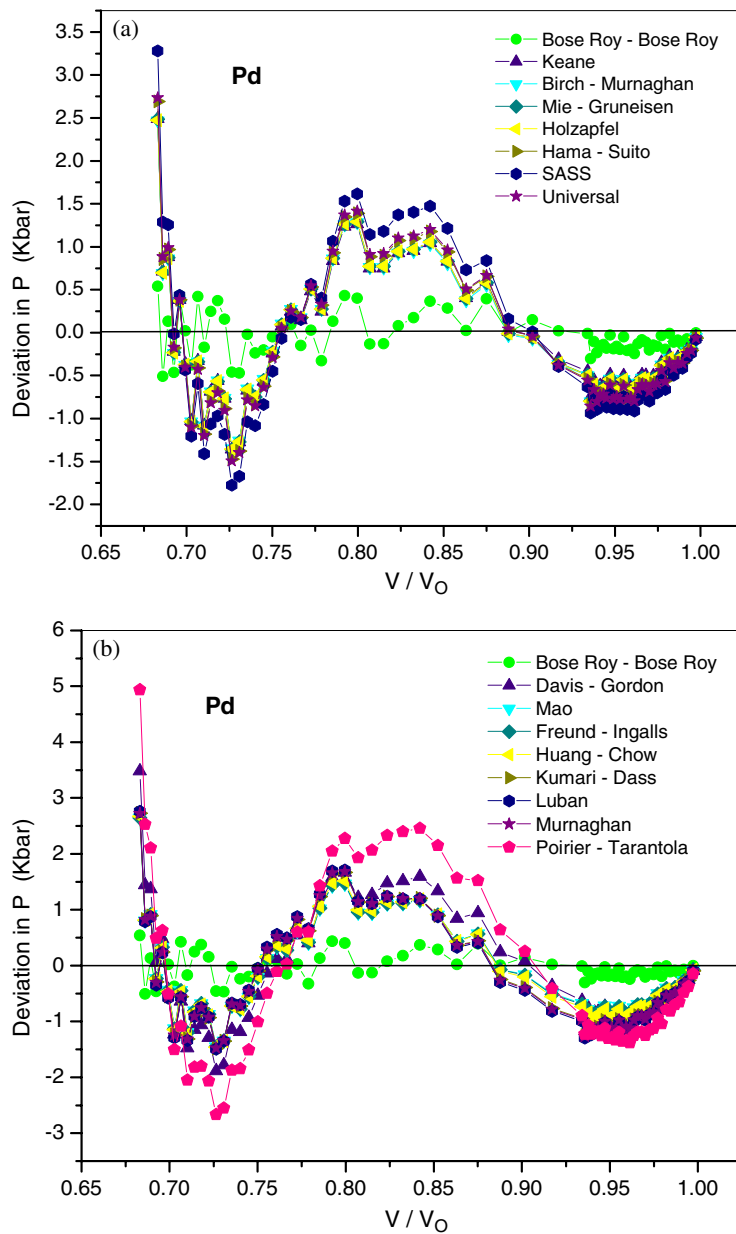 (a)
Pd
Bose Roy - Bose Roy
Keane
Birch - Murnaghan
Mie - Gruneisen
Holzapfel
Hama - Suito
SASS
Universal
Deviation in P (Kbar)
3.5
3.0
2.5
2.0
1.5
1.0
0.5
0.0
-0.5
-1.0
-1.5
-2.0
0.65 0.70 0.75 0.80 0.85 0.90 0.95 1.00
V / V_O
(b)
Pd
Bose Roy - Bose Roy
Davis - Gordon
Mao
Freund - Ingalls
Huang - Chow
Kumari - Dass
Luban
Murnaghan
Poirier - Tarantola
Deviation in P (Kbar)
6
5
4
3
2
1
0
-1
-2
-3
0.65 0.70 0.75 0.80 0.85 0.90 0.95 1.00
V / V_O